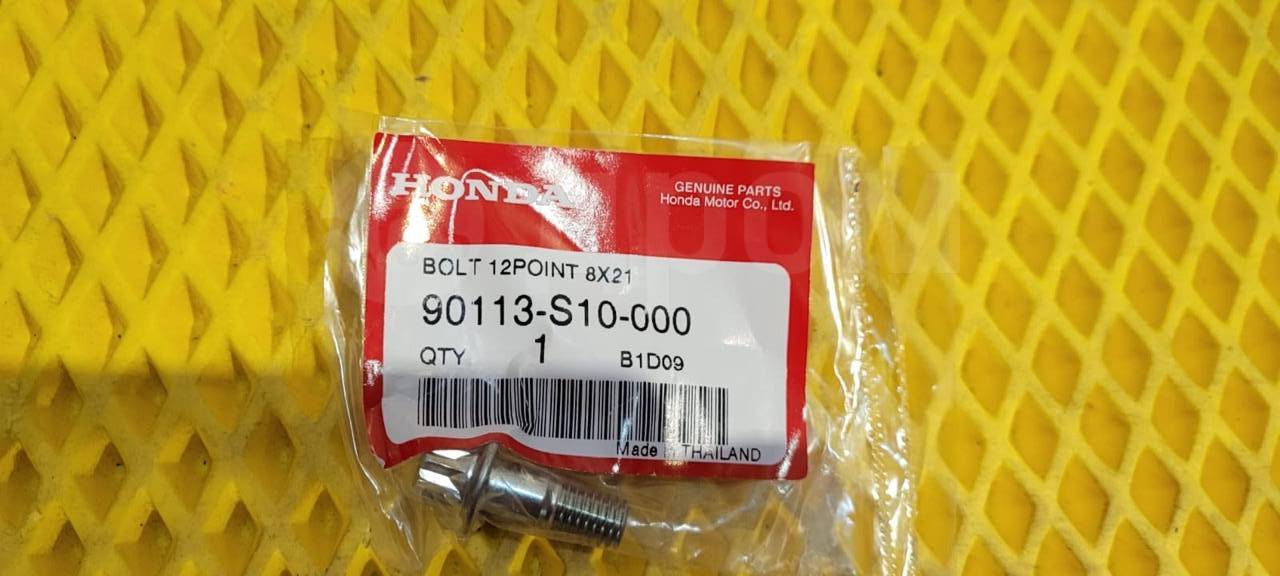 HONDA
GENUINE PARTS
Honda Motor Co., Ltd.
BOLT 12POINT 8X21
90113-S10-000
QTY 1 B1D09
Made in THAILAND